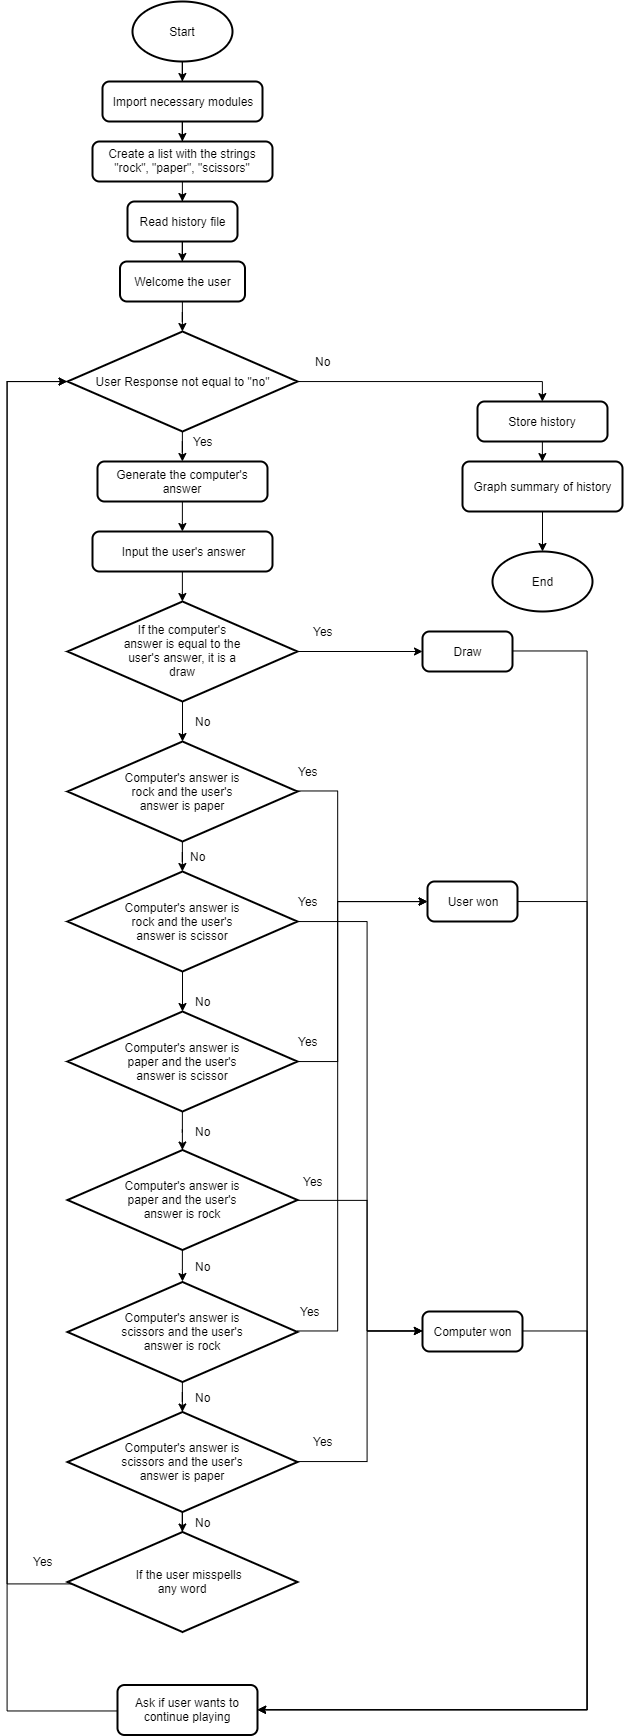 Start
Import necessary modules
Create a list with the strings
"rock", "paper", "scissors"
Read history file
Welcome the user
User Response not equal to "no"
No
Store history
Yes
Generate the computer's
answer
Graph summary of history
Input the user's answer
End
If the computer's
answer is equal to the
user's answer, it is a
draw
Yes
Draw
No
Computer's answer is
rock and the user's
answer is paper
Yes
No
Computer's answer is
rock and the user's
answer is scissor
Yes
User won
No
Computer's answer is
paper and the user's
answer is scissor
Yes
No
Computer's answer is
paper and the user's
answer is rock
Yes
No
Computer's answer is
scissors and the user's
answer is rock
Yes
Computer won
No
Computer's answer is
scissors and the user's
answer is paper
Yes
No
If the user misspells
any word
Yes
Ask if user wants to
continue playing